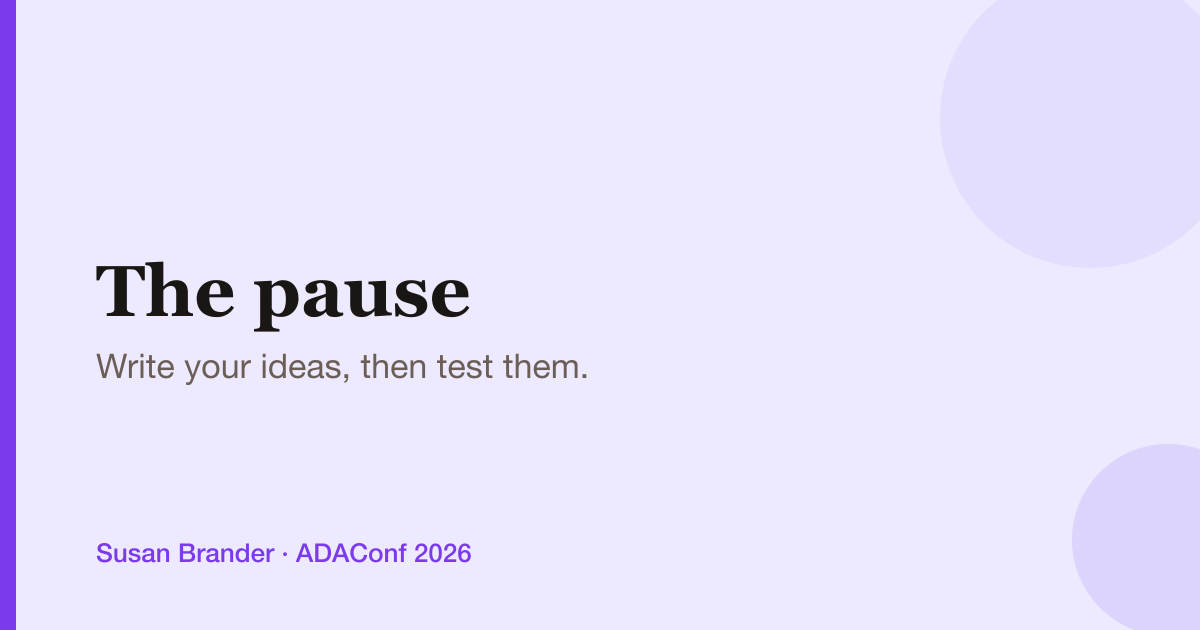 The pause
Write your ideas, then test them.
Susan Brander · ADAConf 2026